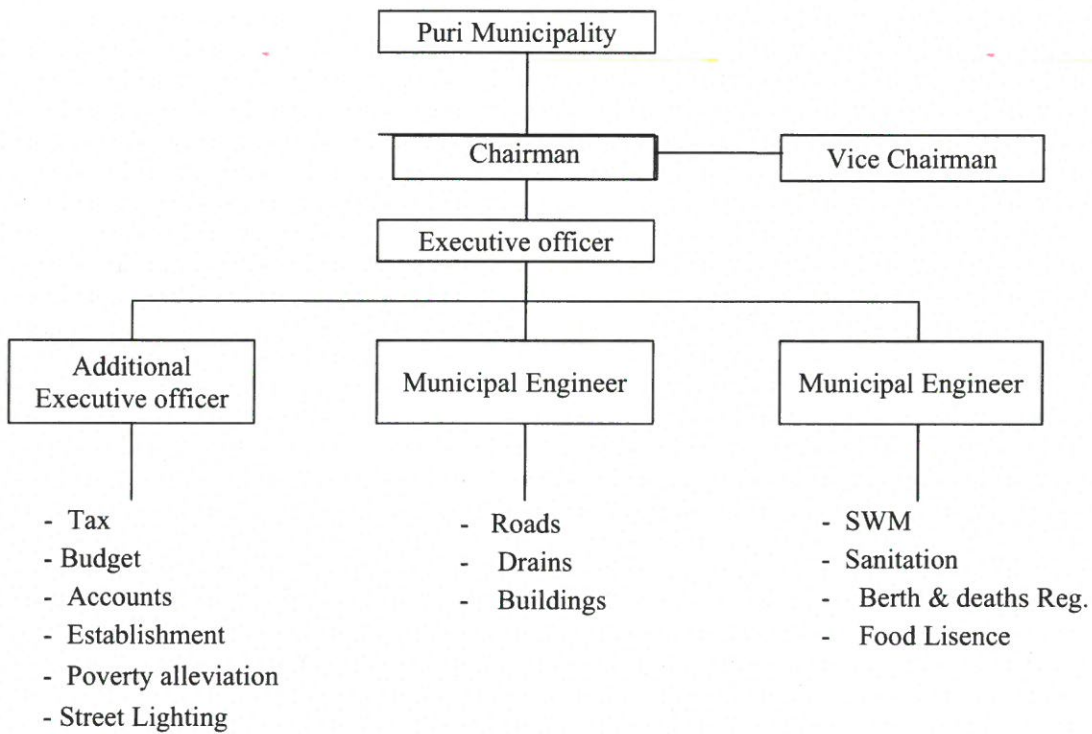 Puri Municipality
Chairman
Vice Chairman
Executive officer
Additional
Executive officer
Municipal Engineer
Municipal Engineer
- Tax
- Budget
- Accounts
- Establishment
- Poverty alleviation
- Street Lighting
- Roads
- Drains
- Buildings
- SWM
- Sanitation
- Berth & deaths Reg.
- Food Lisence